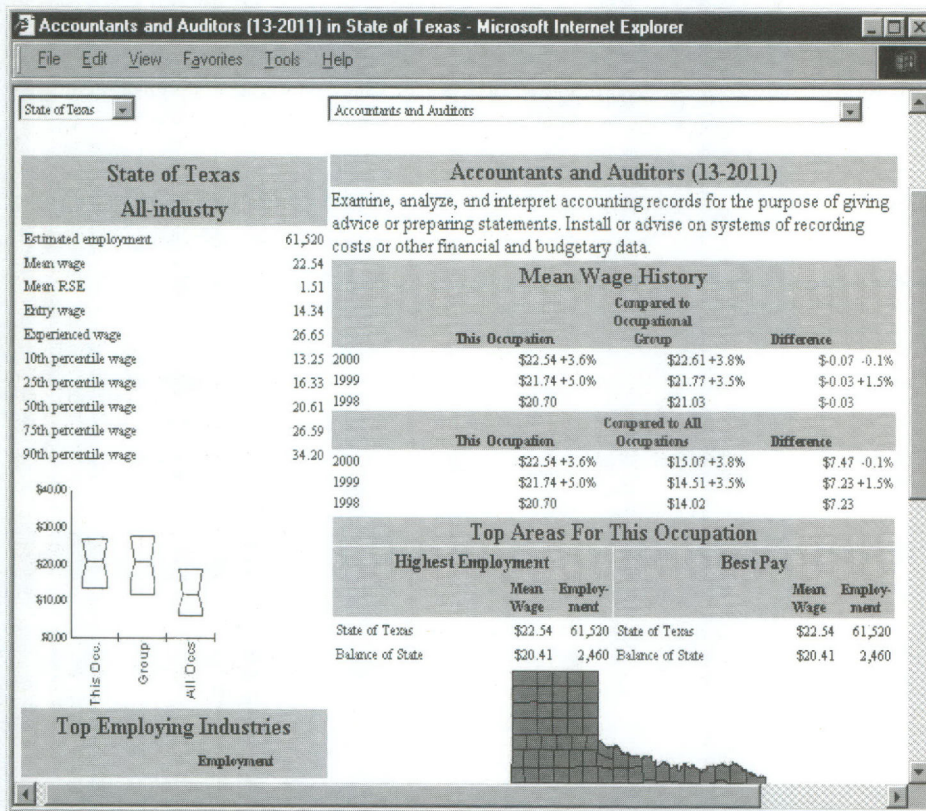 Accountants and Auditors (13-2011) in State of Texas - Microsoft Internet Explorer
File Edit View Favorites Tools Help
State of Texas
Accountants and Auditors
State of Texas
All-industry
Estimated employment 61,520
Mean wage 22.54
Mean RSE 1.51
Entry wage 14.34
Experienced wage 26.65
10th percentile wage 13.25
25th percentile wage 16.33
50th percentile wage 20.61
75th percentile wage 26.59
90th percentile wage 34.20
$40.00
$30.00
$20.00
$10.00
$0.00
This Occ.
Group
All Occs
Top Employing Industries
Employment
Accountants and Auditors (13-2011)
Examine, analyze, and interpret accounting records for the purpose of giving
advice or preparing statements. Install or advise on systems of recording
costs or other financial and budgetary data.
Mean Wage History
Compared to
Occupational
This Occupation Group Difference
2000 $22.54 +3.6% $22.61 +3.8% $-0.07 -0.1%
1999 $21.74 +5.0% $21.77 +3.5% $-0.03 +1.5%
1998 $20.70 $21.03 $-0.03
Compared to All
This Occupation Occupations Difference
2000 $22.54 +3.6% $15.07 +3.8% $7.47 -0.1%
1999 $21.74 +5.0% $14.51 +3.5% $7.23 +1.5%
1998 $20.70 $14.02 $7.23
Top Areas For This Occupation
Highest Employment Best Pay
Mean Employ- Mean Employ-
Wage ment Wage ment
State of Texas $22.54 61,520 State of Texas $22.54 61,520
Balance of State $20.41 2,460 Balance of State $20.41 2,460